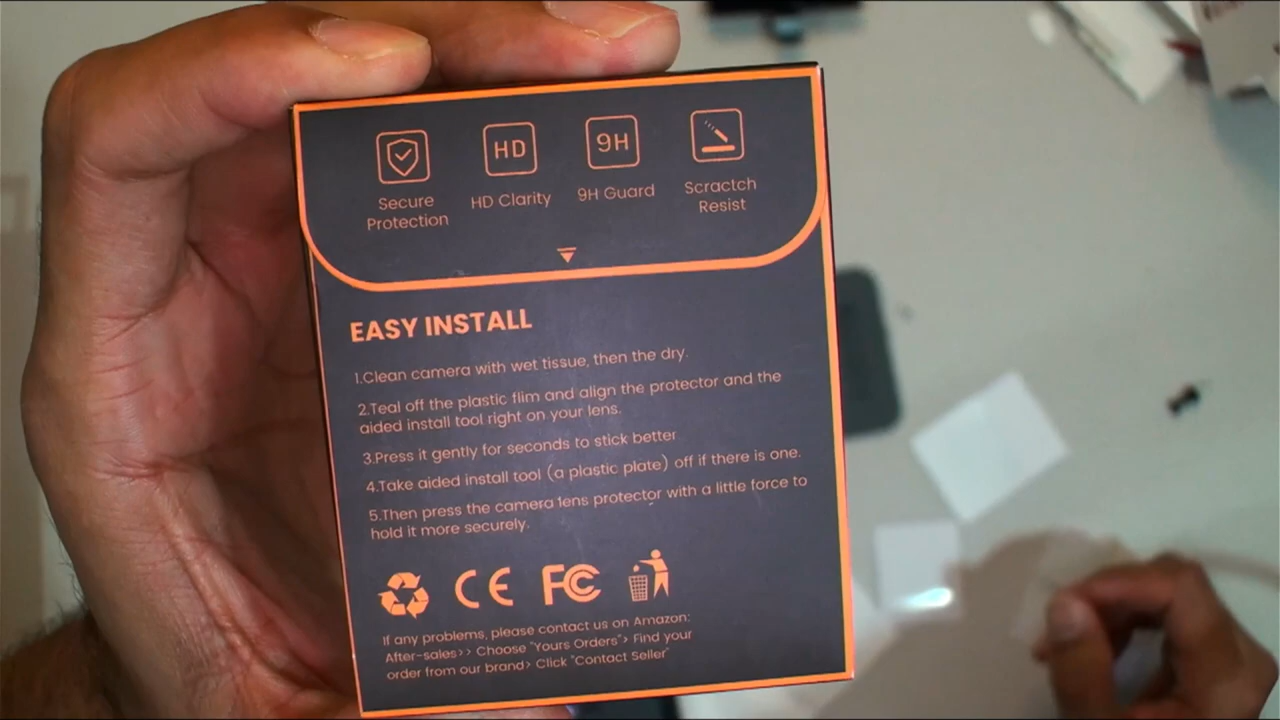 HD
9H
Secure
Protection
HD Clarity
9H Guard
Scractch
Resist
EASY INSTALL
1.Clean camera with wet tissue, then the dry.
2.Teal off the plastic flim and align the protector and the
aided install tool right on your lens.
3.Press it gently for seconds to stick better
4.Take aided install tool (a plastic plate) off if there is one.
5.Then press the camera lens protector with a little force to
hold it more securely.
CE FC
If any problems, please contact us on Amazon:
After-sales>> Choose "Yours Orders"> Find your
order from our brand> Click "Contact Seller"